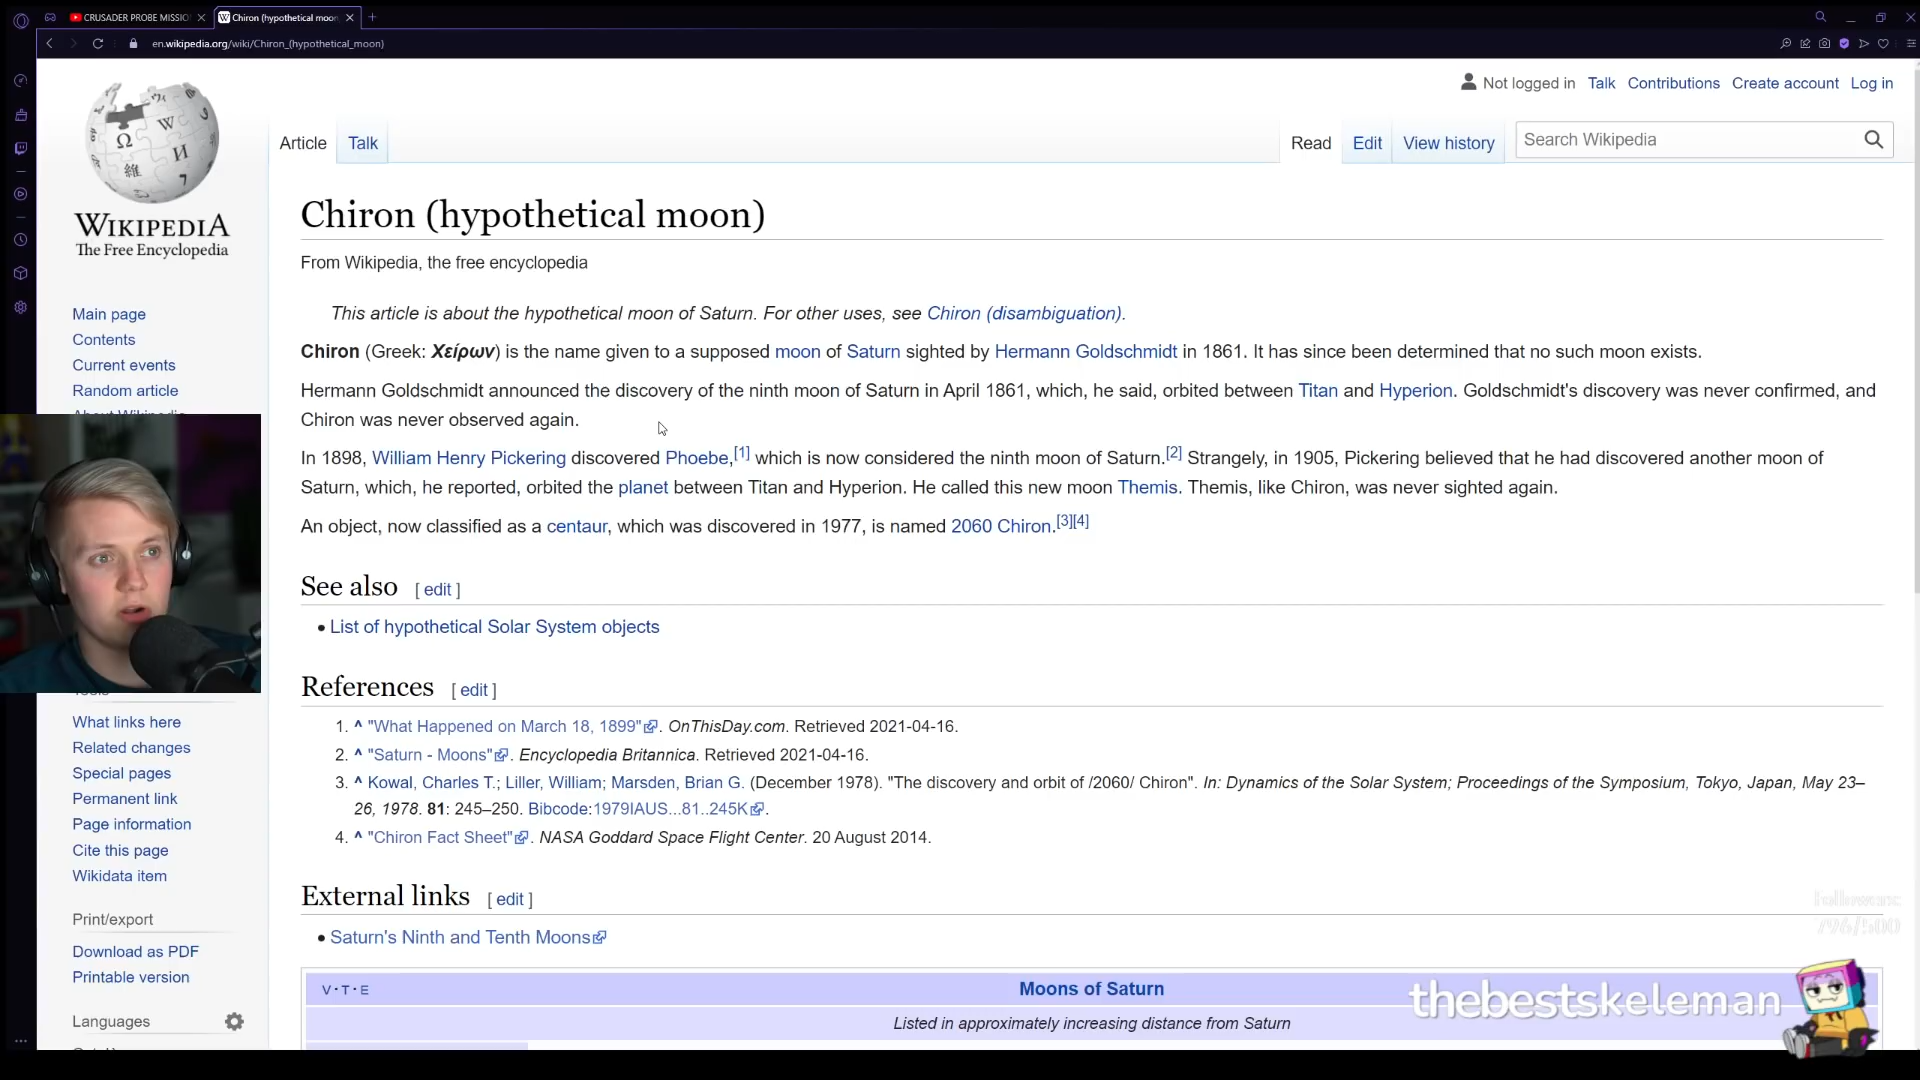 CRUSADER PROBE MISSIO
Chiron (hypothetical moon
en.wikipedia.org/wiki/Chiron_(hypothetical_moon)
Not logged in Talk Contributions Create account Log in
Article Talk Read Edit View history Search Wikipedia
WIKIPEDIA
The Free Encyclopedia
Chiron (hypothetical moon)
From Wikipedia, the free encyclopedia
Main page
Contents
Current events
Random article
This article is about the hypothetical moon of Saturn. For other uses, see Chiron (disambiguation).
Chiron (Greek: Χείρων) is the name given to a supposed moon of Saturn sighted by Hermann Goldschmidt in 1861. It has since been determined that no such moon exists.
Hermann Goldschmidt announced the discovery of the ninth moon of Saturn in April 1861, which, he said, orbited between Titan and Hyperion. Goldschmidt's discovery was never confirmed, and
Chiron was never observed again.
In 1898, William Henry Pickering discovered Phoebe,[1] which is now considered the ninth moon of Saturn.[2] Strangely, in 1905, Pickering believed that he had discovered another moon of
Saturn, which, he reported, orbited the planet between Titan and Hyperion. He called this new moon Themis. Themis, like Chiron, was never sighted again.
An object, now classified as a centaur, which was discovered in 1977, is named 2060 Chiron.[3][4]
See also [ edit ]
• List of hypothetical Solar System objects
References [ edit ]
1. ^ "What Happened on March 18, 1899". OnThisDay.com. Retrieved 2021-04-16.
2. ^ "Saturn - Moons". Encyclopedia Britannica. Retrieved 2021-04-16.
3. ^ Kowal, Charles T.; Liller, William; Marsden, Brian G. (December 1978). "The discovery and orbit of /2060/ Chiron". In: Dynamics of the Solar System; Proceedings of the Symposium, Tokyo, Japan, May 23–
26, 1978. 81: 245–250. Bibcode:1979IAUS...81..245K.
4. ^ "Chiron Fact Sheet". NASA Goddard Space Flight Center. 20 August 2014.
External links [ edit ]
• Saturn's Ninth and Tenth Moons
V · T · E Moons of Saturn
Listed in approximately increasing distance from Saturn
What links here
Related changes
Special pages
Permanent link
Page information
Cite this page
Wikidata item
Print/export
Download as PDF
Printable version
Languages
Followers:
796/500
thebestskeleman